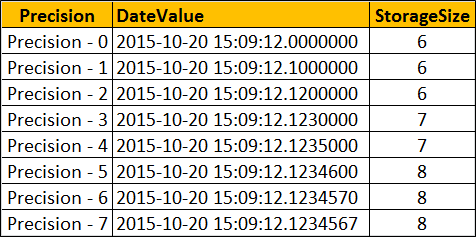 Precision DateValue StorageSize
Precision - 0 2015-10-20 15:09:12.0000000 6
Precision - 1 2015-10-20 15:09:12.1000000 6
Precision - 2 2015-10-20 15:09:12.1200000 6
Precision - 3 2015-10-20 15:09:12.1230000 7
Precision - 4 2015-10-20 15:09:12.1235000 7
Precision - 5 2015-10-20 15:09:12.1234600 8
Precision - 6 2015-10-20 15:09:12.1234570 8
Precision - 7 2015-10-20 15:09:12.1234567 8